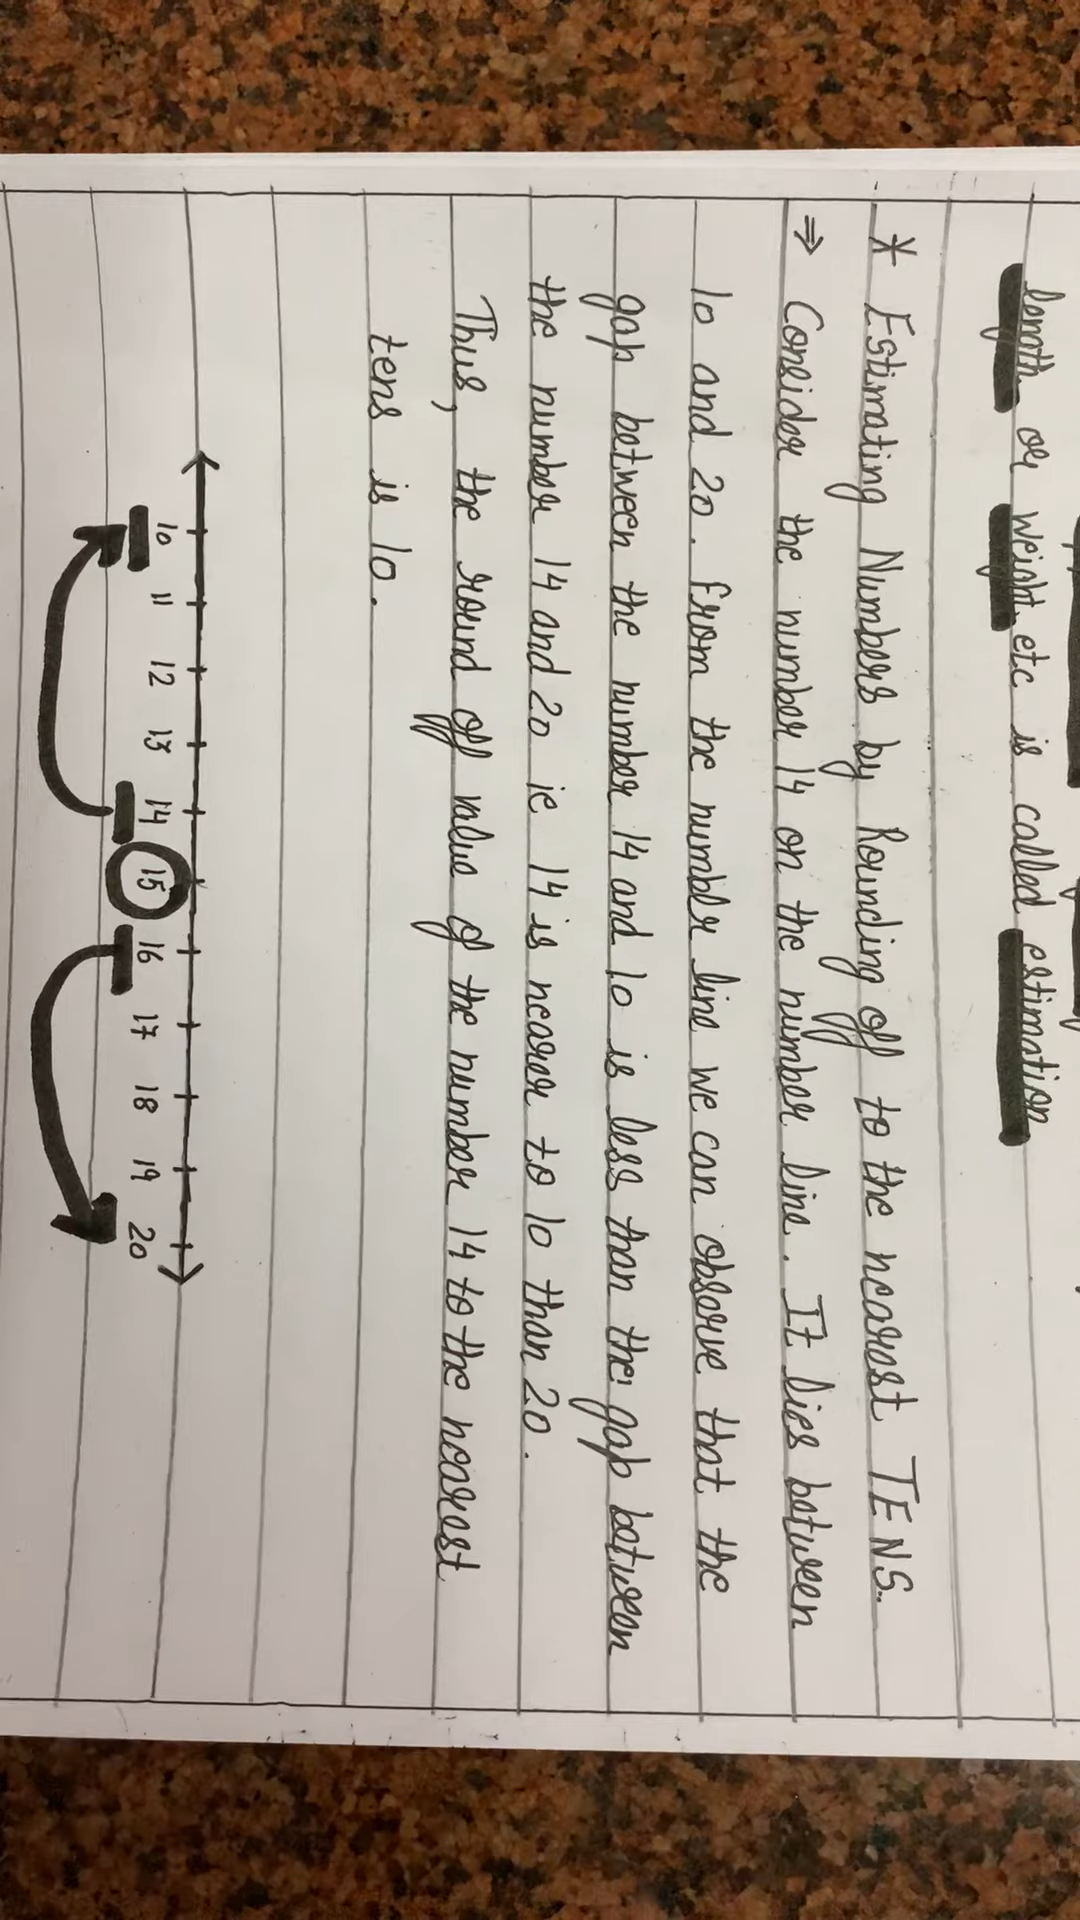 length or weight etc is called estimation
* Estimating Numbers by Rounding off to the nearest TENS.
⇒ Consider the number 14 on the number line. It lies between
10 and 20. From the number line we can observe that the
gap between the number 14 and 10 is less than the gap between
the number 14 and 20 ie 14 is nearer to 10 than 20.
Thus, the round off value of the number 14 to the nearest
tens is 10.
10 11 12 13 14 15 16 17 18 19 20